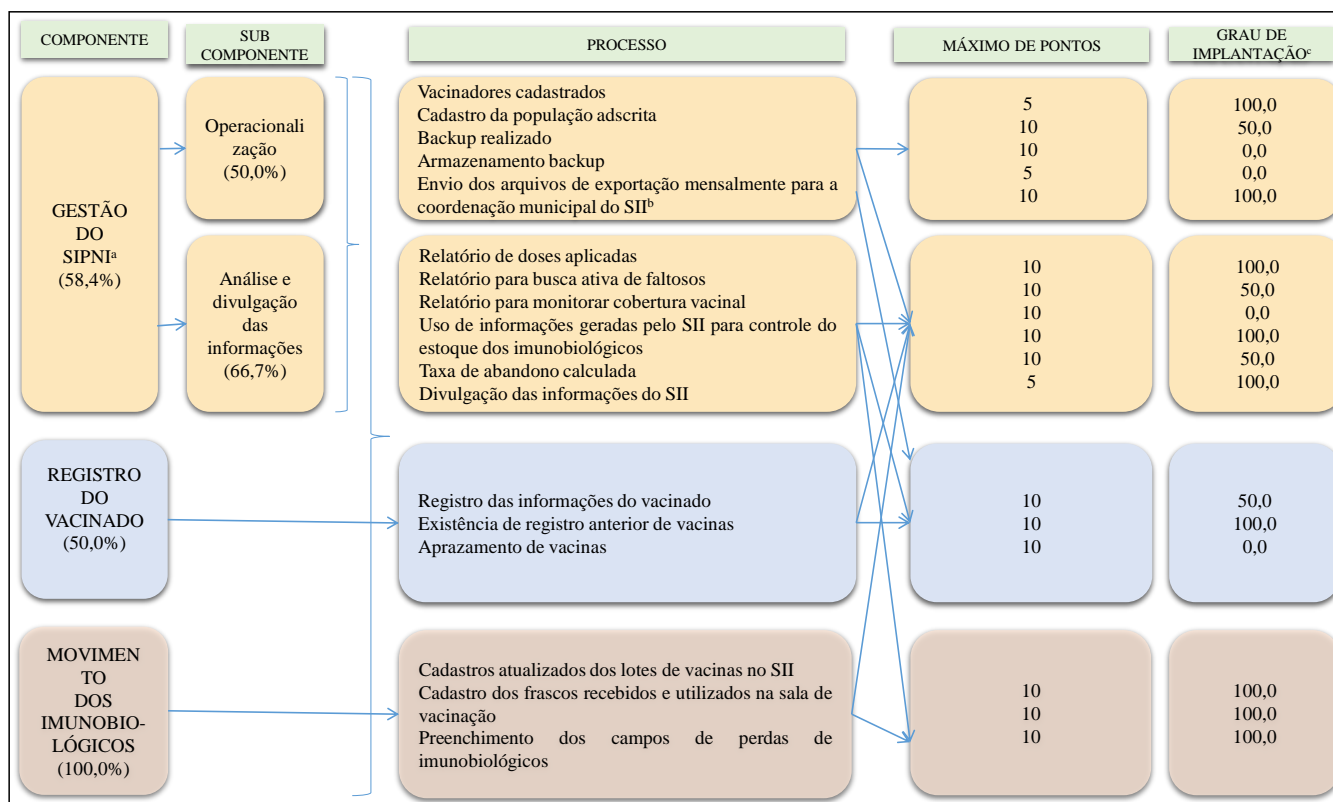 COMPONENTE
SUB
COMPONENTE
PROCESSO
MÁXIMO DE PONTOS
GRAU DE
IMPLANTAÇÃOᶜ
GESTÃO
DO
SIPNIᵃ
(58,4%)
Operacionali
zação
(50,0%)
Vacinadores cadastrados
Cadastro da população adscrita
Backup realizado
Armazenamento backup
Envio dos arquivos de exportação mensalmente para a
coordenação municipal do SIIᵇ
5
10
10
5
10
100,0
50,0
0,0
0,0
100,0
Análise e
divulgação
das
informações
(66,7%)
Relatório de doses aplicadas
Relatório para busca ativa de faltosos
Relatório para monitorar cobertura vacinal
Uso de informações geradas pelo SII para controle do
estoque dos imunobiológicos
Taxa de abandono calculada
Divulgação das informações do SII
10
10
10
10
10
5
100,0
50,0
0,0
100,0
50,0
100,0
REGISTRO
DO
VACINADO
(50,0%)
Registro das informações do vacinado
Existência de registro anterior de vacinas
Aprazamento de vacinas
10
10
10
50,0
100,0
0,0
MOVIMEN
TO
DOS
IMUNOBIO-
LÓGICOS
(100,0%)
Cadastros atualizados dos lotes de vacinas no SII
Cadastro dos frascos recebidos e utilizados na sala de
vacinação
Preenchimento dos campos de perdas de
imunobiológicos
10
10
10
100,0
100,0
100,0